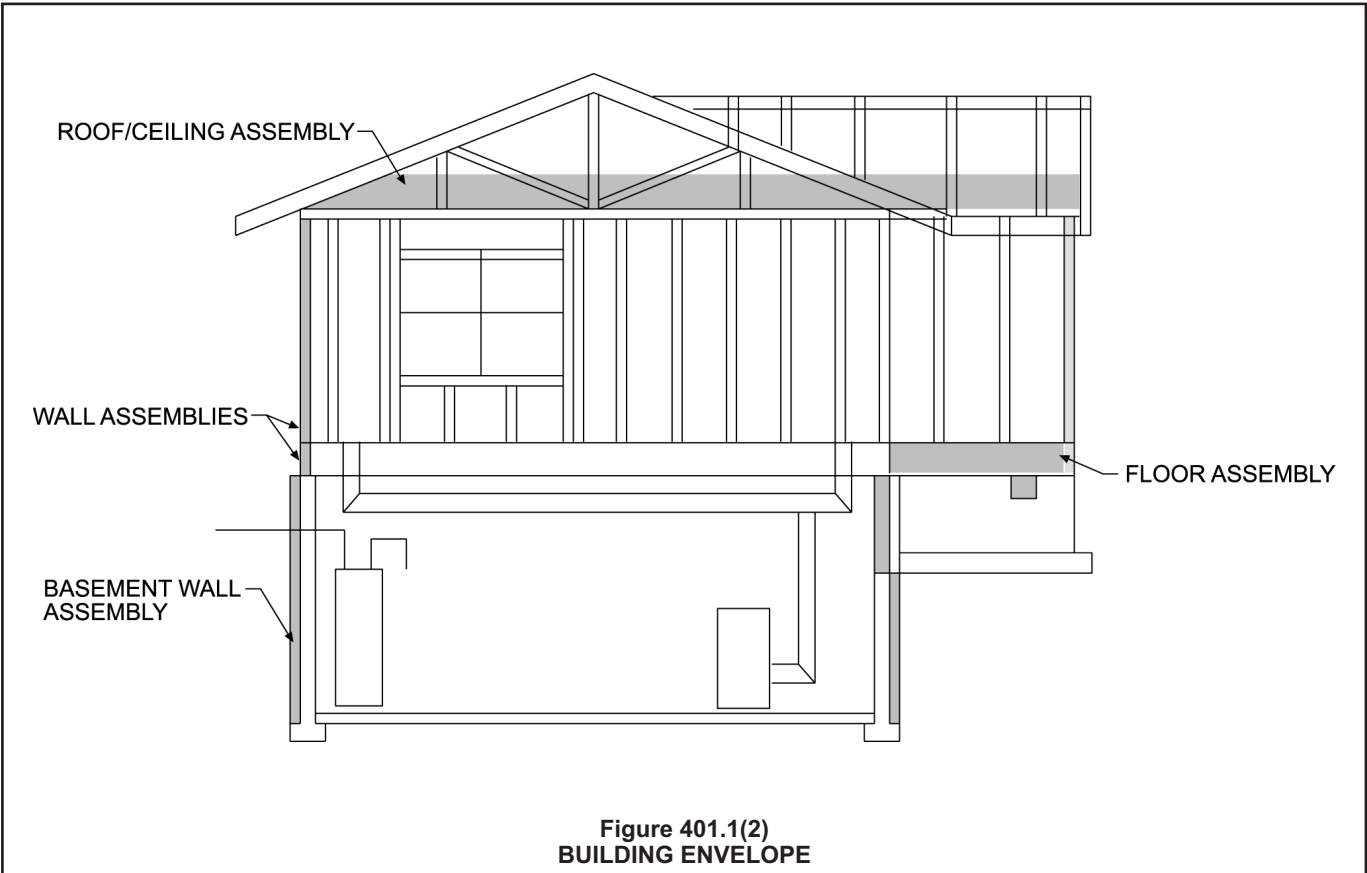 ROOF/CEILING ASSEMBLY
WALL ASSEMBLIES
FLOOR ASSEMBLY
BASEMENT WALL
ASSEMBLY
Figure 401.1(2)
BUILDING ENVELOPE